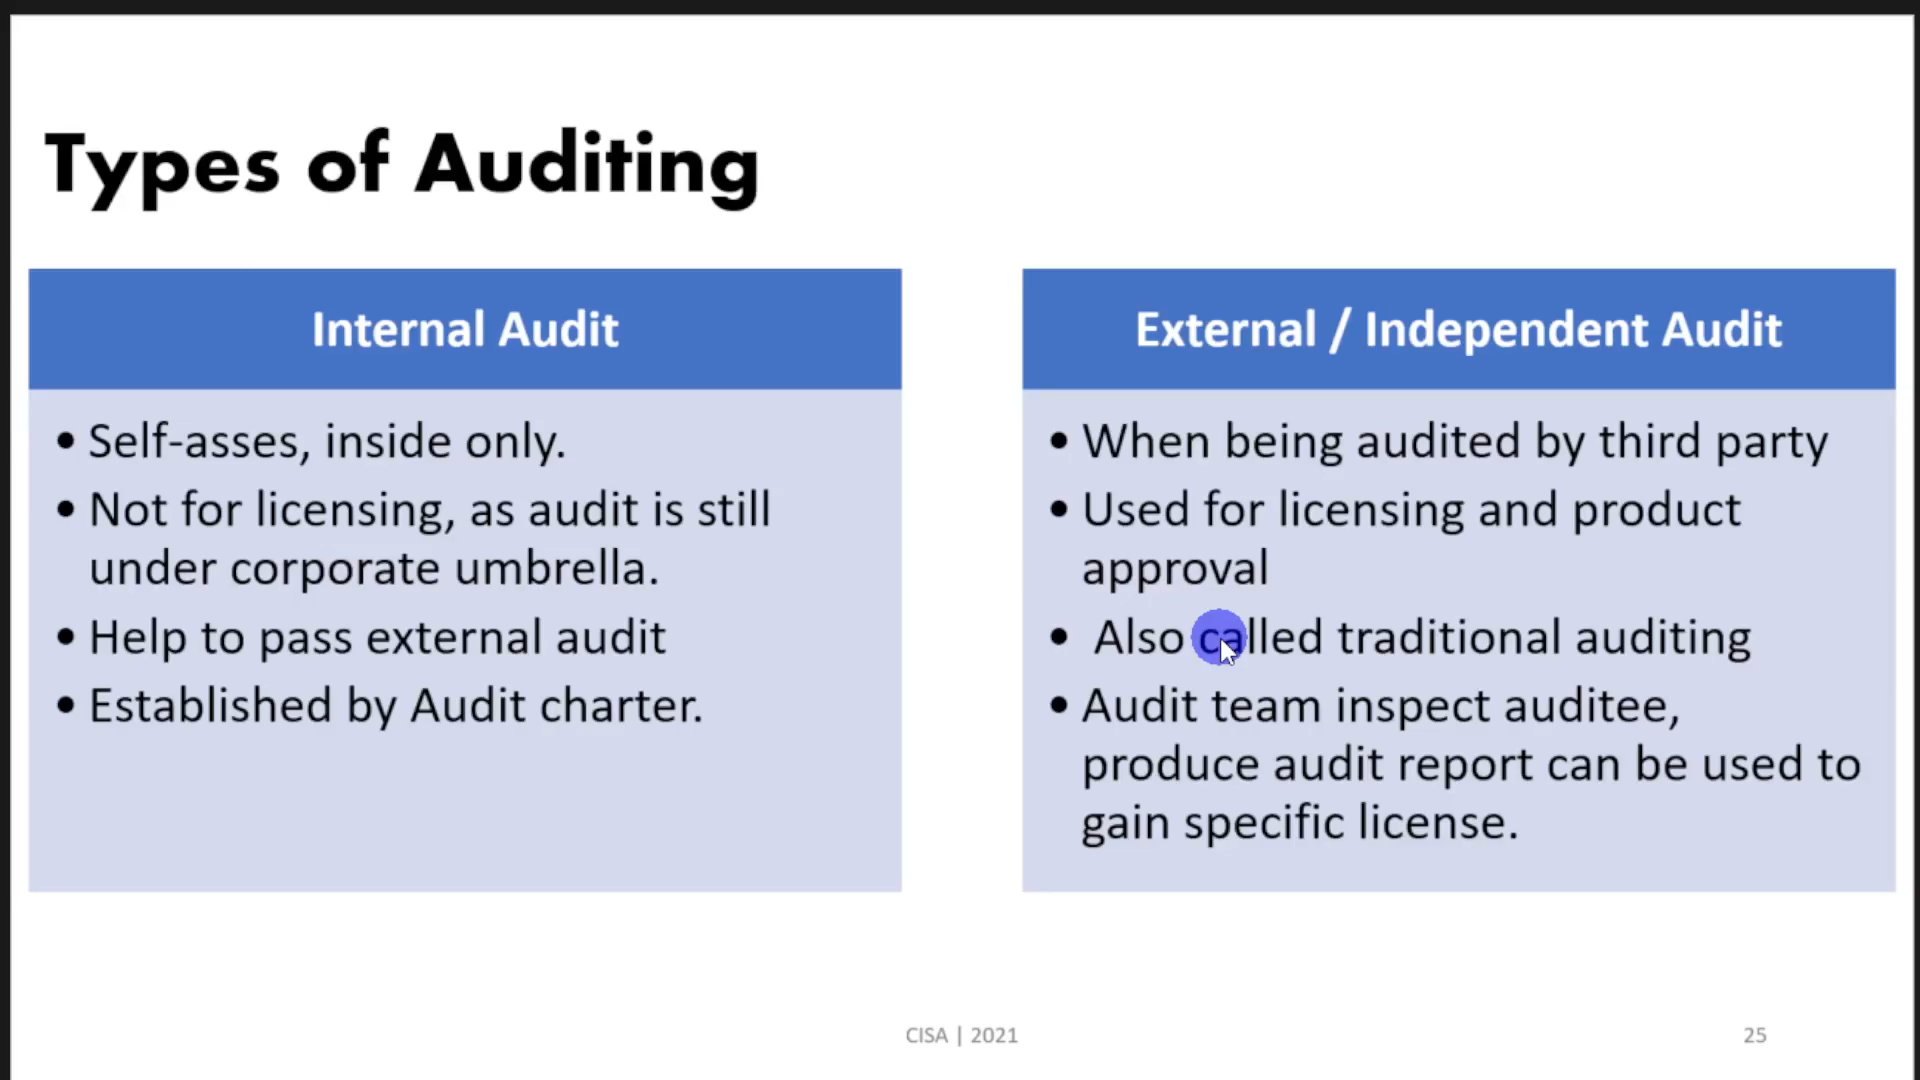 Types of Auditing
Internal Audit
• Self-asses, inside only.
• Not for licensing, as audit is still
under corporate umbrella.
• Help to pass external audit
• Established by Audit charter.
External / Independent Audit
• When being audited by third party
• Used for licensing and product
approval
• Also called traditional auditing
• Audit team inspect auditee,
produce audit report can be used to
gain specific license.
CISA | 2021
25